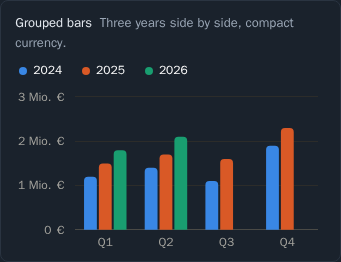 Grouped bars Three years side by side, compact
currency.
2024 2025 2026
3 Mio. €
2 Mio. €
1 Mio. €
0 €
Q1 Q2 Q3 Q4